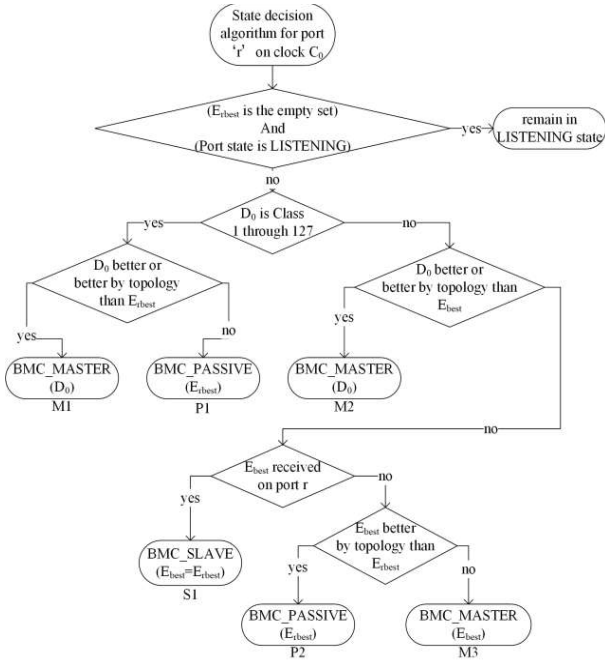 State decision
algorithm for port
‘r’ on clock C₀
(Eᵣbest is the empty set)
And
(Port state is LISTENING)
yes
remain in
LISTENING state
no
D₀ is Class
1 through 127
yes
no
D₀ better or
better by topology
than Erbest
D₀ better or
better by topology than
Ebest
yes
no
yes
BMC_MASTER
(D₀)
M1
BMC_PASSIVE
(Erbest)
P1
BMC_MASTER
(D₀)
M2
no
Ebest received
on port r
yes
no
BMC_SLAVE
(Ebest=Erbest)
S1
Ebest better
by topology than
Erbest
yes
no
BMC_PASSIVE
(Erbest)
P2
BMC_MASTER
(Ebest)
M3